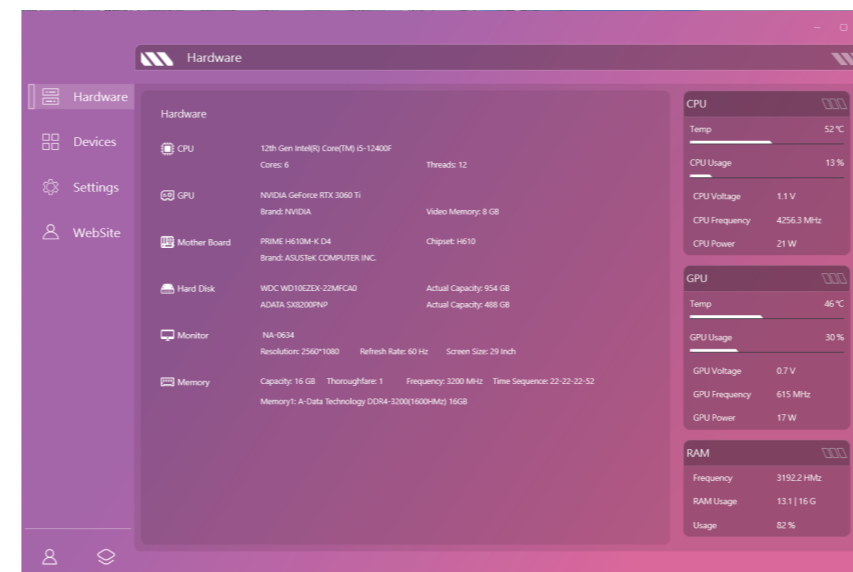 Hardware
Hardware
Devices
Settings
WebSite
Hardware
CPU 12th Gen Intel(R) Core(TM) i5-12400F
Cores: 6 Threads: 12
GPU NVIDIA GeForce RTX 3060 Ti
Brand: NVIDIA Video Memory: 8 GB
Mother Board PRIME H610M-K D4 Chipset: H610
Brand: ASUSTeK COMPUTER INC.
Hard Disk WDC WD10EZEX-22MFCA0 Actual Capacity: 954 GB
ADATA SX8200PNP Actual Capacity: 488 GB
Monitor NA-0634
Resolution: 2560*1080 Refresh Rate: 60 Hz Screen Size: 29 Inch
Memory Capacity: 16 GB Thoroughfare: 1 Frequency: 3200 MHz Time Sequence: 22-22-22-52
Memory1: A-Data Technology DDR4-3200(1600HMz) 16GB
CPU
Temp 52℃
CPU Usage 13%
CPU Voltage 1.1 V
CPU Frequency 4256.3 MHz
CPU Power 21 W
GPU
Temp 46℃
GPU Usage 30%
GPU Voltage 0.7 V
GPU Frequency 615 MHz
GPU Power 17 W
RAM
Frequency 3192.2 HMz
RAM Usage 13.1 | 16 G
Usage 82 %